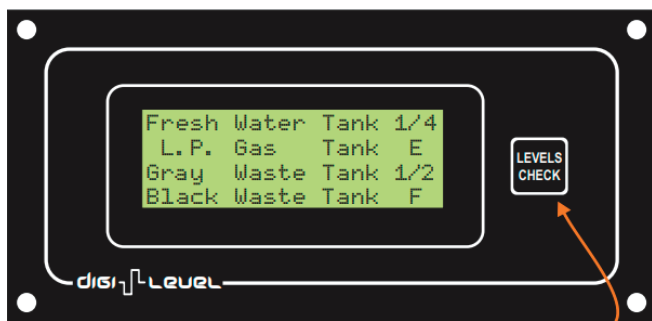 Fresh Water Tank 1/4
L.P. Gas Tank E
Gray Waste Tank 1/2
Black Waste Tank F
LEVELS
CHECK
DIGI LEVEL